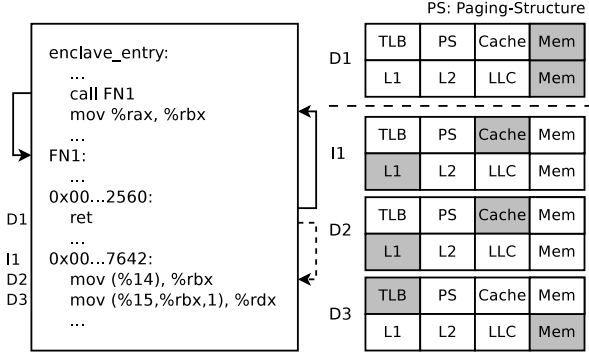 PS: Paging-Structure
enclave_entry:
...
call FN1
mov %rax, %rbx
...
FN1:
...
0x00...2560:
D1 ret
...
I1 0x00...7642:
D2 mov (%14), %rbx
D3 mov (%15,%rbx,1), %rdx
...
D1
TLB PS Cache Mem
L1 L2 LLC Mem
I1
TLB PS Cache Mem
L1 L2 LLC Mem
D2
TLB PS Cache Mem
L1 L2 LLC Mem
D3
TLB PS Cache Mem
L1 L2 LLC Mem